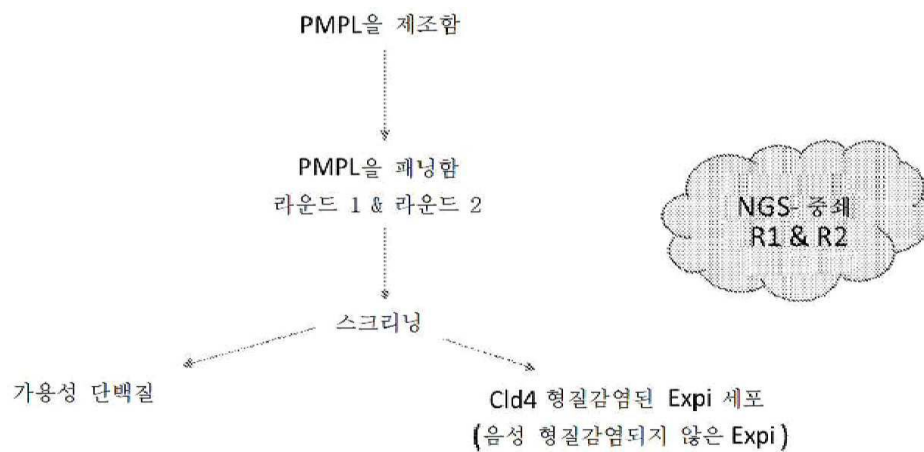 PMPL을 제조함
PMPL을 패닝함
라운드 1 & 라운드 2
NGS- 중쇄
R1 & R2
스크리닝
가용성 단백질
Cld4 형질감염된 Expi 세포
(음성 형질감염되지 않은 Expi )